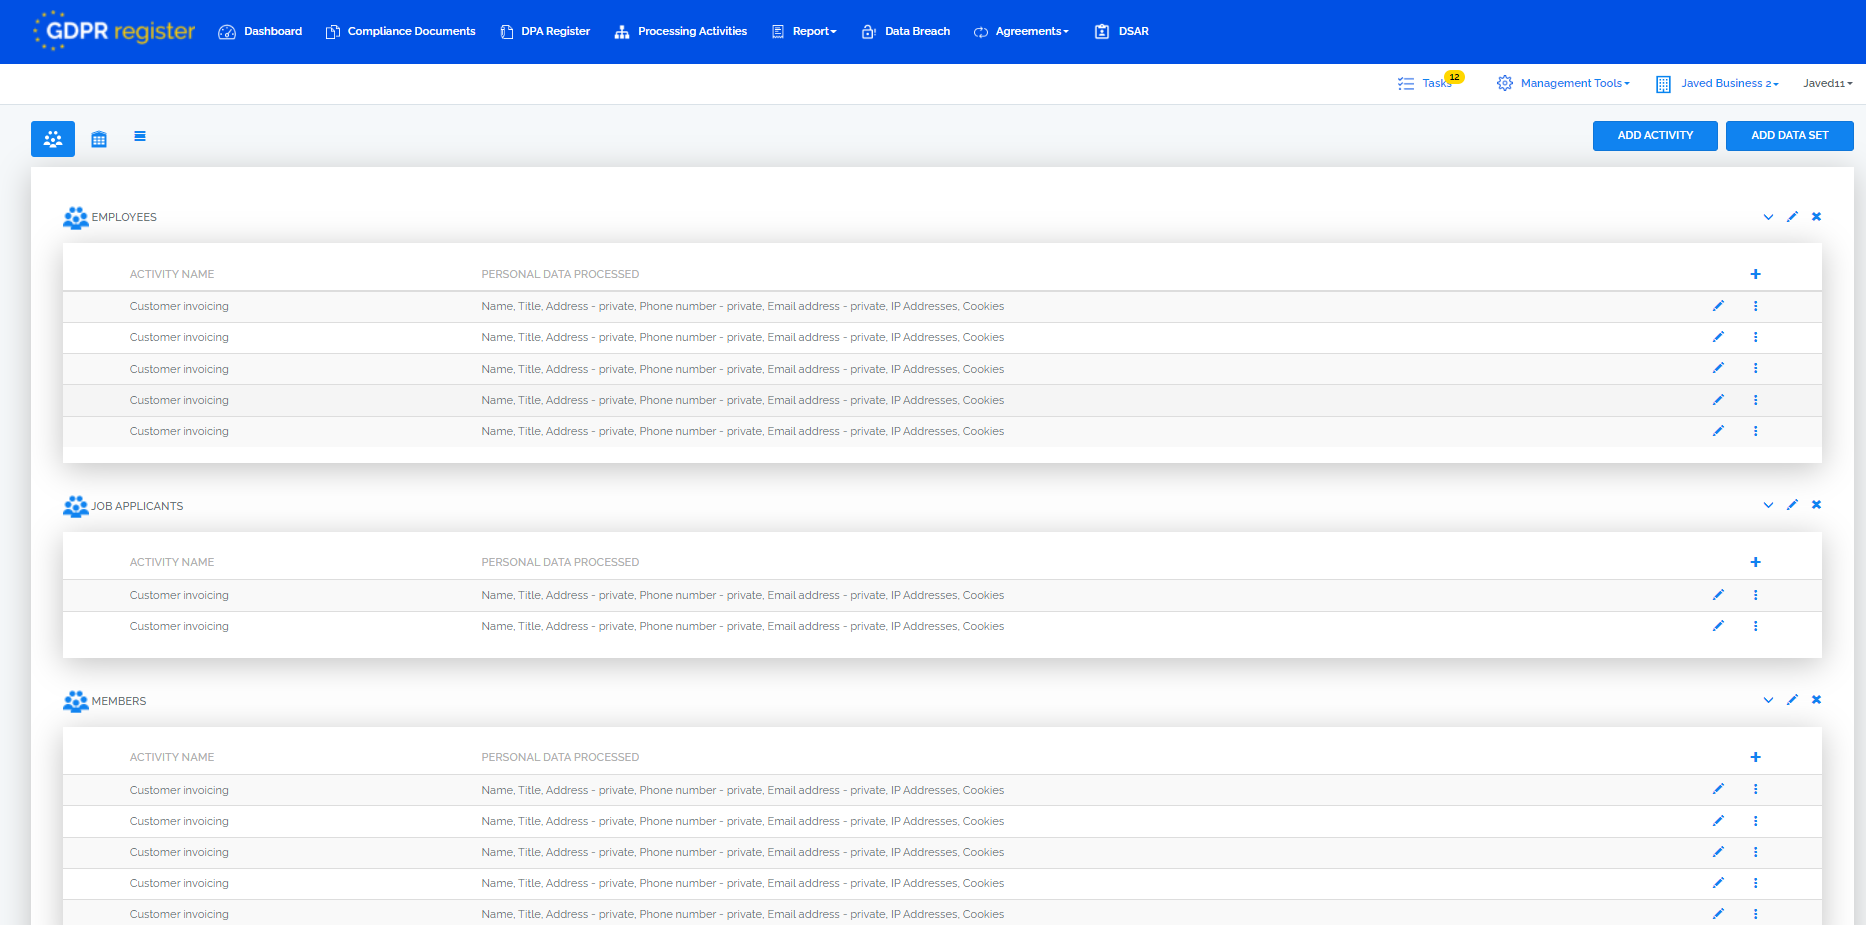 GDPR register Dashboard Compliance Documents DPA Register Processing Activities Report Data Breach Agreements DSAR
Tasks 12 Management Tools Javed Business 2 Javed11
ADD ACTIVITY ADD DATA SET
EMPLOYEES
ACTIVITY NAME PERSONAL DATA PROCESSED
Customer invoicing Name, Title, Address - private, Phone number - private, Email address - private, IP Addresses, Cookies
Customer invoicing Name, Title, Address - private, Phone number - private, Email address - private, IP Addresses, Cookies
Customer invoicing Name, Title, Address - private, Phone number - private, Email address - private, IP Addresses, Cookies
Customer invoicing Name, Title, Address - private, Phone number - private, Email address - private, IP Addresses, Cookies
Customer invoicing Name, Title, Address - private, Phone number - private, Email address - private, IP Addresses, Cookies
JOB APPLICANTS
ACTIVITY NAME PERSONAL DATA PROCESSED
Customer invoicing Name, Title, Address - private, Phone number - private, Email address - private, IP Addresses, Cookies
Customer invoicing Name, Title, Address - private, Phone number - private, Email address - private, IP Addresses, Cookies
MEMBERS
ACTIVITY NAME PERSONAL DATA PROCESSED
Customer invoicing Name, Title, Address - private, Phone number - private, Email address - private, IP Addresses, Cookies
Customer invoicing Name, Title, Address - private, Phone number - private, Email address - private, IP Addresses, Cookies
Customer invoicing Name, Title, Address - private, Phone number - private, Email address - private, IP Addresses, Cookies
Customer invoicing Name, Title, Address - private, Phone number - private, Email address - private, IP Addresses, Cookies
Customer invoicing Name, Title, Address - private, Phone number - private, Email address - private, IP Addresses, Cookies